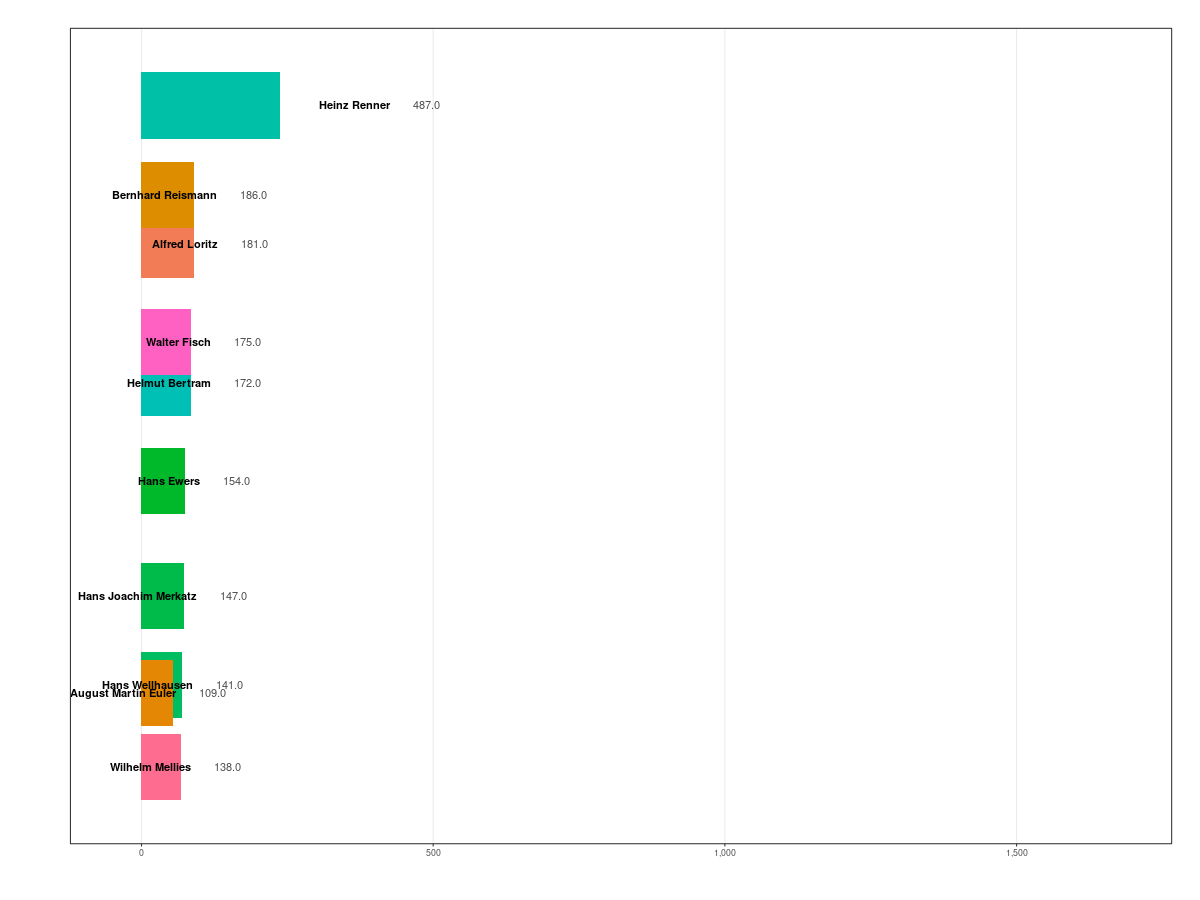 Heinz Renner 487.0
Bernhard Reismann 186.0
Alfred Loritz 181.0
Walter Fisch 175.0
Helmut Bertram 172.0
Hans Ewers 154.0
Hans Joachim Merkatz 147.0
Hans Wellhausen 141.0
August Martin Euler 109.0
Wilhelm Mellies 138.0
0 500 1,000 1,500